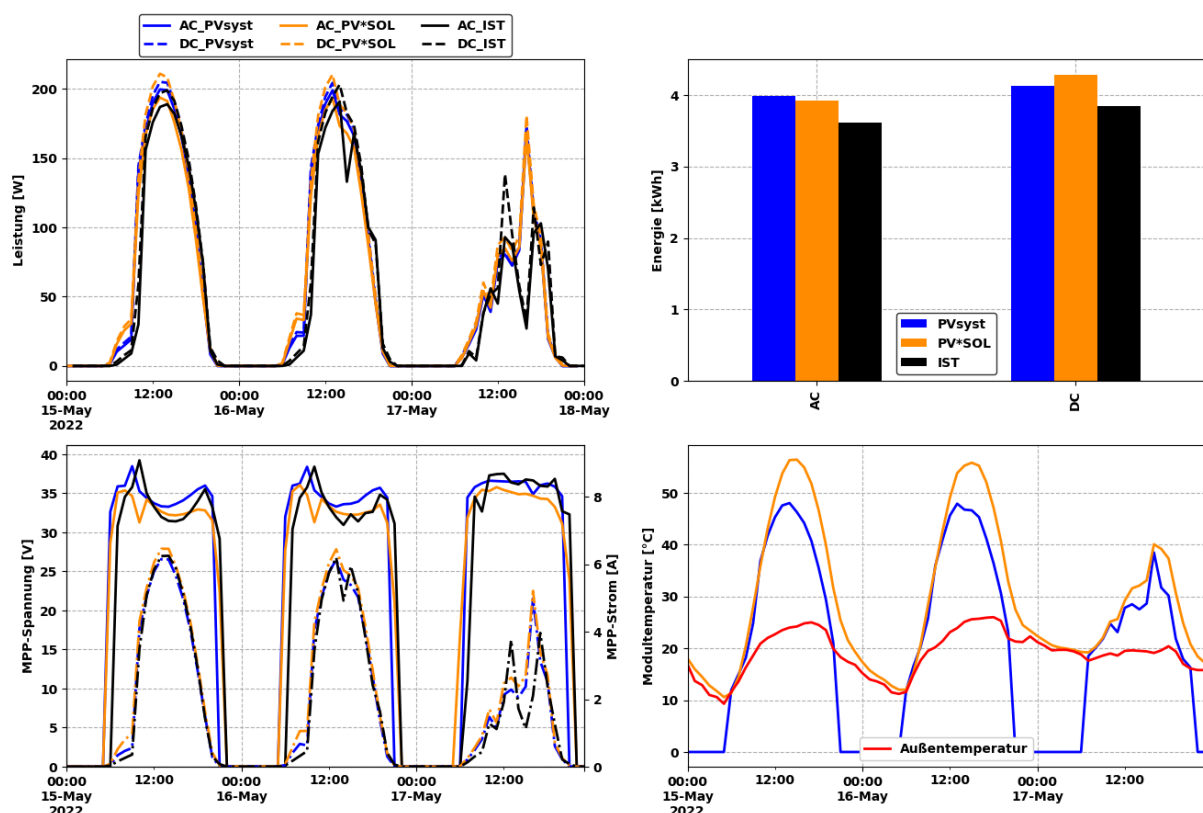 AC_PVsyst AC_PV*SOL AC_IST
DC_PVsyst DC_PV*SOL DC_IST
Leistung [W]
200
150
100
50
0
00:00 12:00 00:00 12:00 00:00 12:00 00:00
15-May 16-May 17-May 18-May
2022
Energie [kWh]
4
3
2
1
0
PVsyst
PV*SOL
IST
AC DC
MPP-Spannung [V]
40
35
30
25
20
15
10
5
0
MPP-Strom [A]
8
6
4
2
0
00:00 12:00 00:00 12:00 00:00 12:00
15-May 16-May 17-May
2022
Modultemperatur [°C]
50
40
30
20
10
0
Außentemperatur
00:00 12:00 00:00 12:00 00:00 12:00
15-May 16-May 17-May
2022